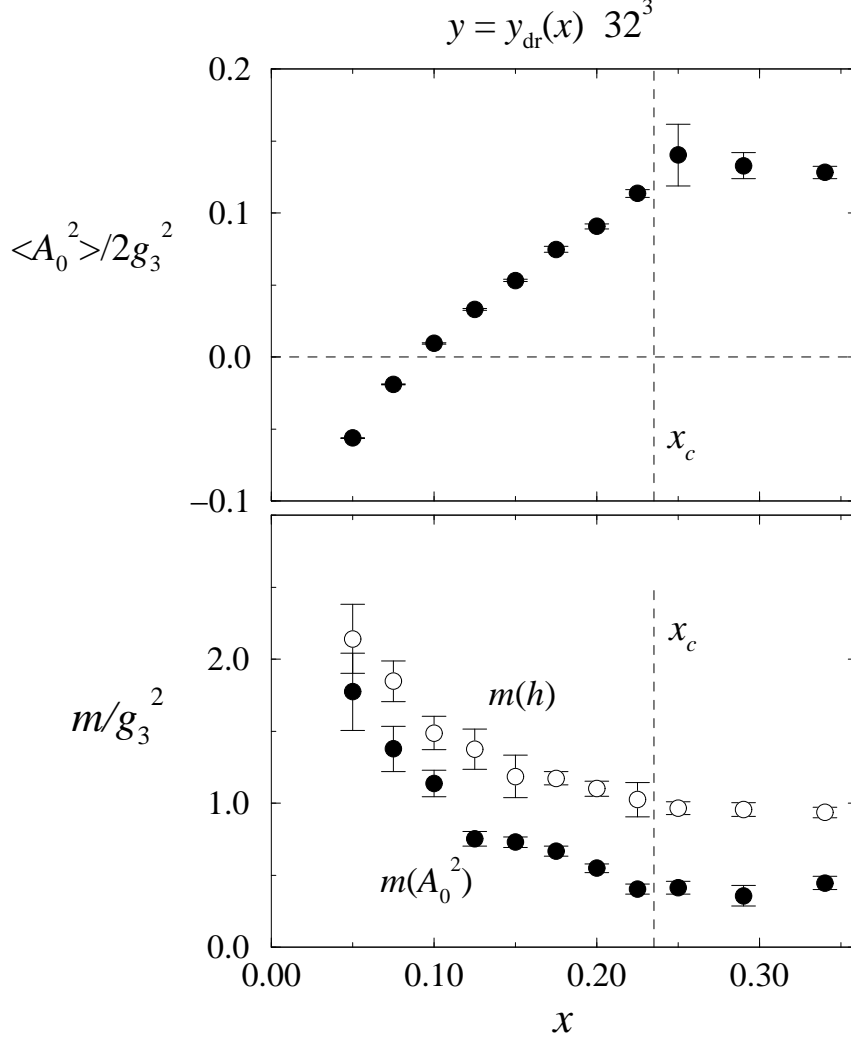 y = y_dr(x) 32^3
0.2
0.1
<A_0^2>/2g_3^2
0.0
x_c
−0.1
x_c
2.0
m(h)
m/g_3^2
1.0
m(A_0^2)
0.0
0.00 0.10 0.20 0.30
x